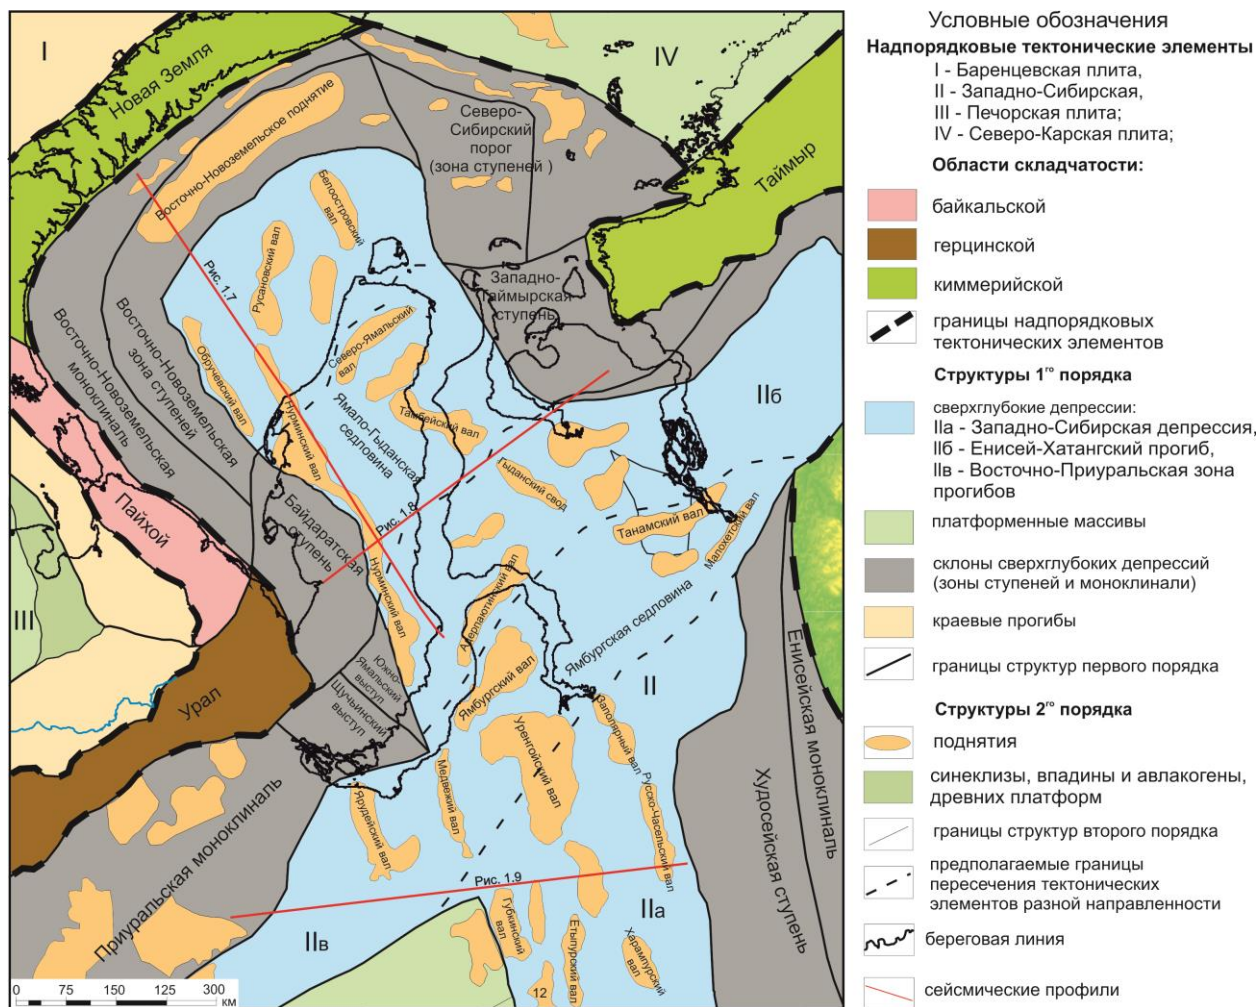 I
Новая Земля
IV
Восточно-Новоземельское поднятие
Северо-
Сибирский
порог
(зона ступеней )
Таймыр
Белоостровский
вал
Русановский вал
Рис. 1.7
Западно-
Таймырская
ступень
Восточно-Новоземельская
моноклиналь
Восточно-Новоземельская
зона ступеней
Обручевский вал
Северо-Ямальский
вал
IIб
Нурминский вал
Ямало-Гыданская
седловина
Тамбейский вал
Гыданский свод
Рис. 1.8
Танамский вал
Малохетский вал
Пайхой
Байдаратская
ступень
III
Нурминский вал
Ямбургская седловина
II
Енисейская моноклиналь
Южно-
Ямальский
выступ
Щучьинский
выступ
Урал
Ямбургский вал
Уренгойский
вал
Заполярный вал
Медвежий вал
Ярудейский вал
Русско-Часельский вал
Худосейская ступень
Приуральская моноклиналь
Рис. 1.9
IIа
IIв
Губкинский
вал
Етыпурский вал
Харампурский
вал
12
0 75 150 125 300
км
Условные обозначения
Надпорядковые тектонические элементы
I - Баренцевская плита,
II - Западно-Сибирская,
III - Печорская плита;
IV - Северо-Карская плита;
Области складчатости:
байкальской
герцинской
киммерийской
границы надпорядковых
тектонических элементов
Структуры 1го порядка
сверхглубокие депрессии:
IIа - Западно-Сибирская депрессия,
IIб - Енисей-Хатангский прогиб,
IIв - Восточно-Приуральская зона
прогибов
платформенные массивы
склоны сверхглубоких депрессий
(зоны ступеней и моноклинали)
краевые прогибы
границы структур первого порядка
Структуры 2го порядка
поднятия
синеклизы, впадины и авлакогены,
древних платформ
границы структур второго порядка
предполагаемые границы
пересечения тектонических
элементов разной направленности
береговая линия
сейсмические профили